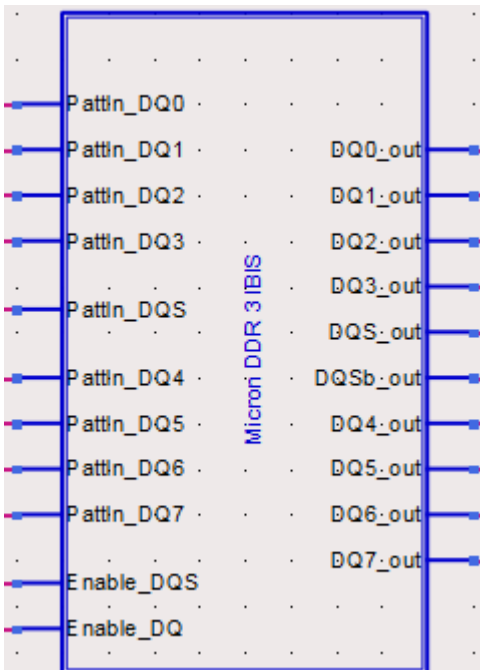 PattIn_DQ0
PattIn_DQ1
PattIn_DQ2
PattIn_DQ3
PattIn_DQS
PattIn_DQ4
PattIn_DQ5
PattIn_DQ6
PattIn_DQ7
Enable_DQS
Enable_DQ
Micron DDR 3 IBIS
DQ0_out
DQ1_out
DQ2_out
DQ3_out
DQS_out
DQSb_out
DQ4_out
DQ5_out
DQ6_out
DQ7_out